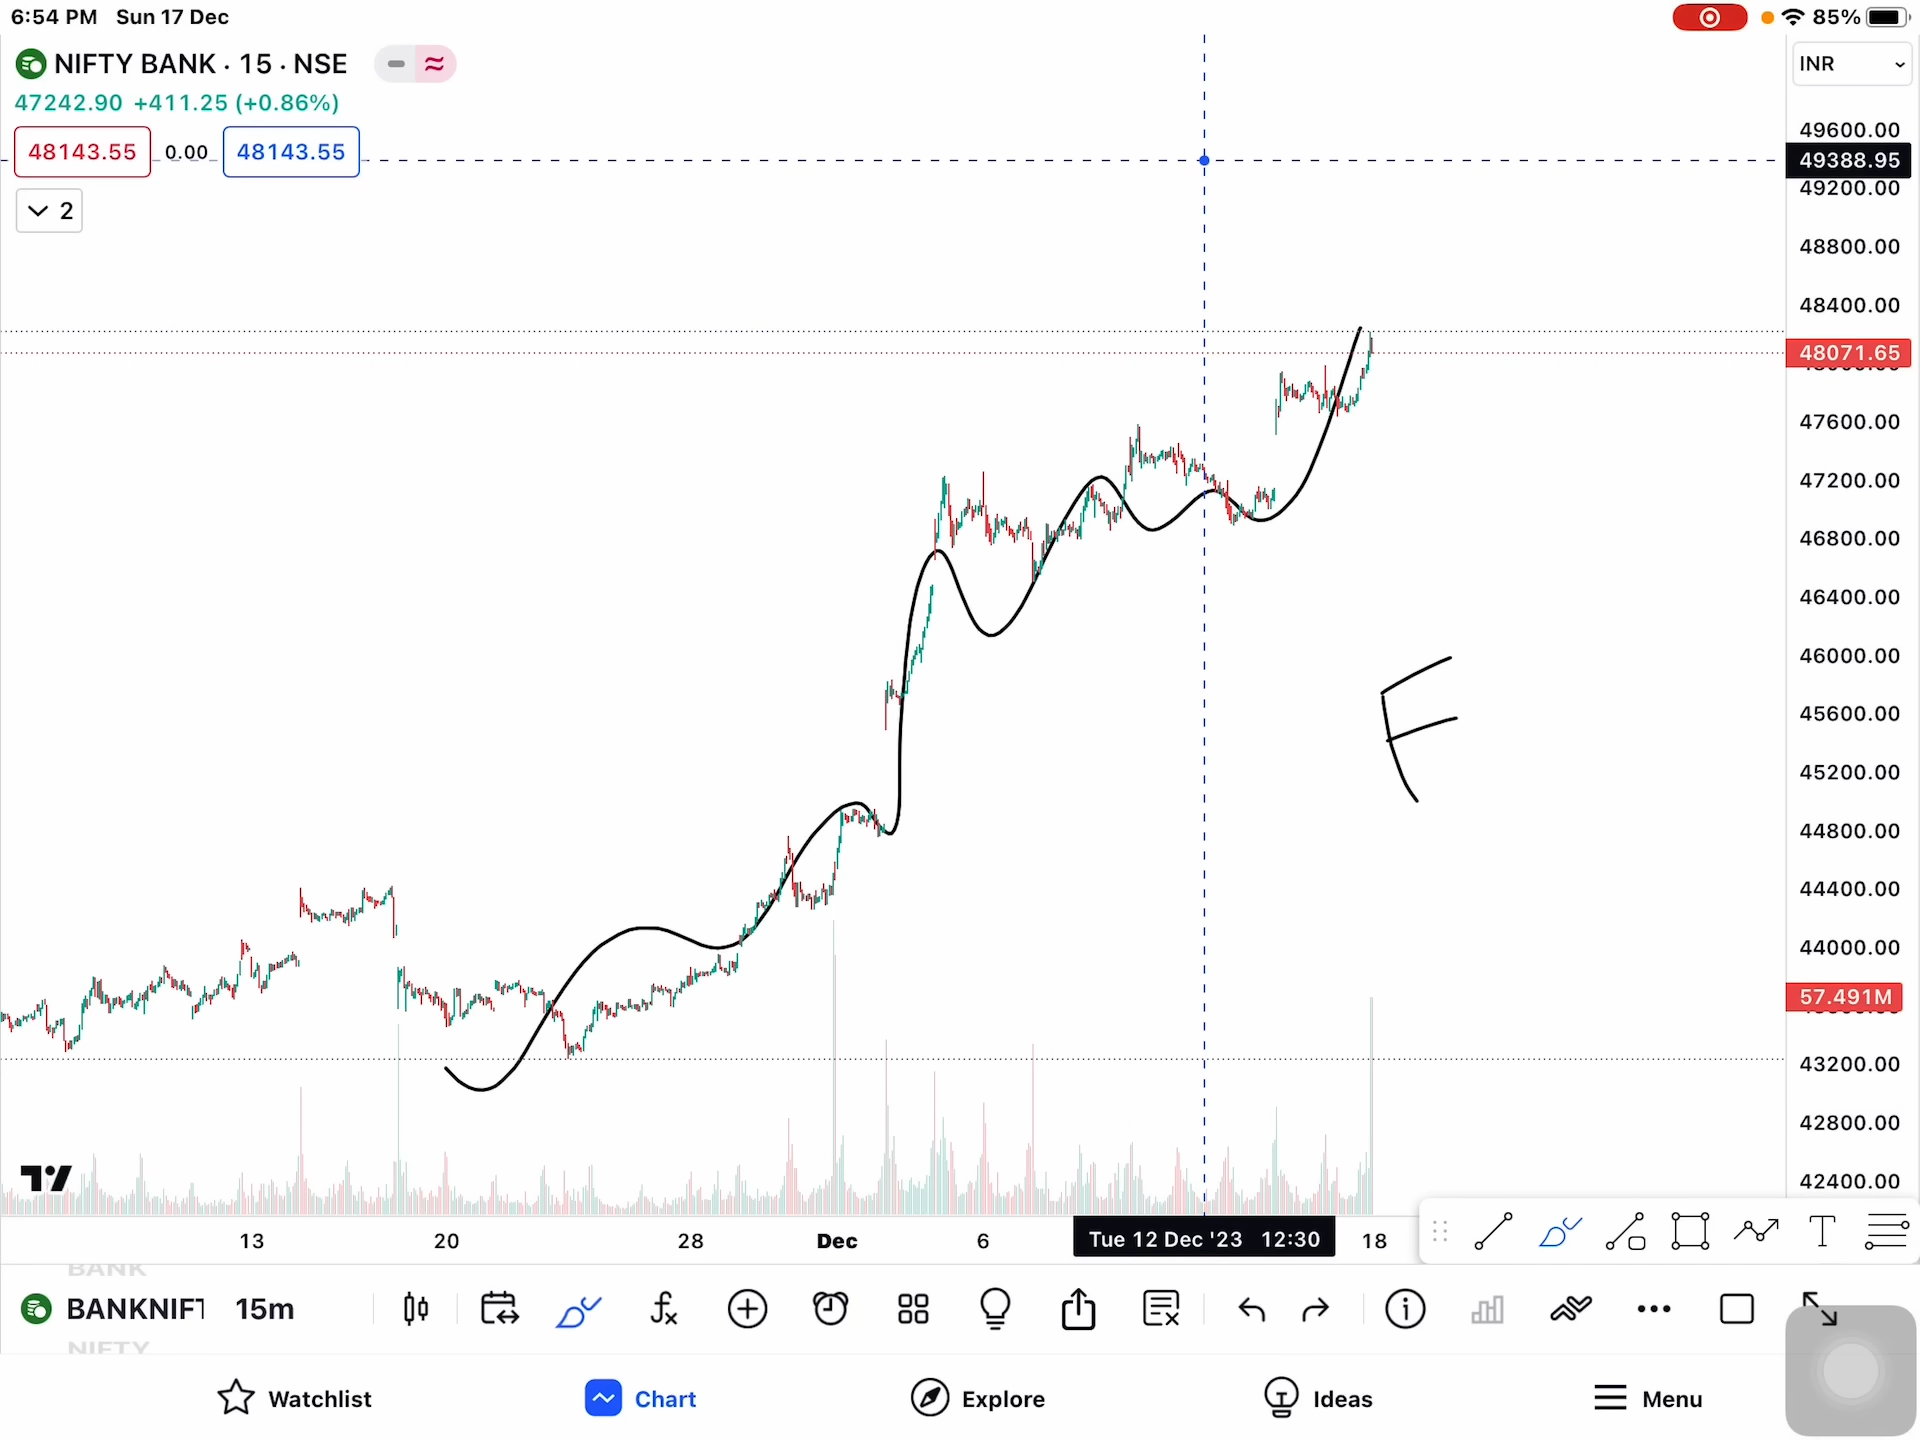 6:54 PM Sun 17 Dec
85%
NIFTY BANK · 15 · NSE
INR
47242.90 +411.25 (+0.86%)
48143.55 0.00 48143.55
2
49600.00
49388.95
49200.00
48800.00
48400.00
48071.65
47600.00
47200.00
46800.00
46400.00
46000.00
45600.00
45200.00
44800.00
44400.00
44000.00
57.491M
43200.00
42800.00
42400.00
F
13 20 28 Dec 6 Tue 12 Dec '23 12:30 18
BANK
BANKNIFT 15m
NIFTY
Watchlist Chart Explore Ideas Menu